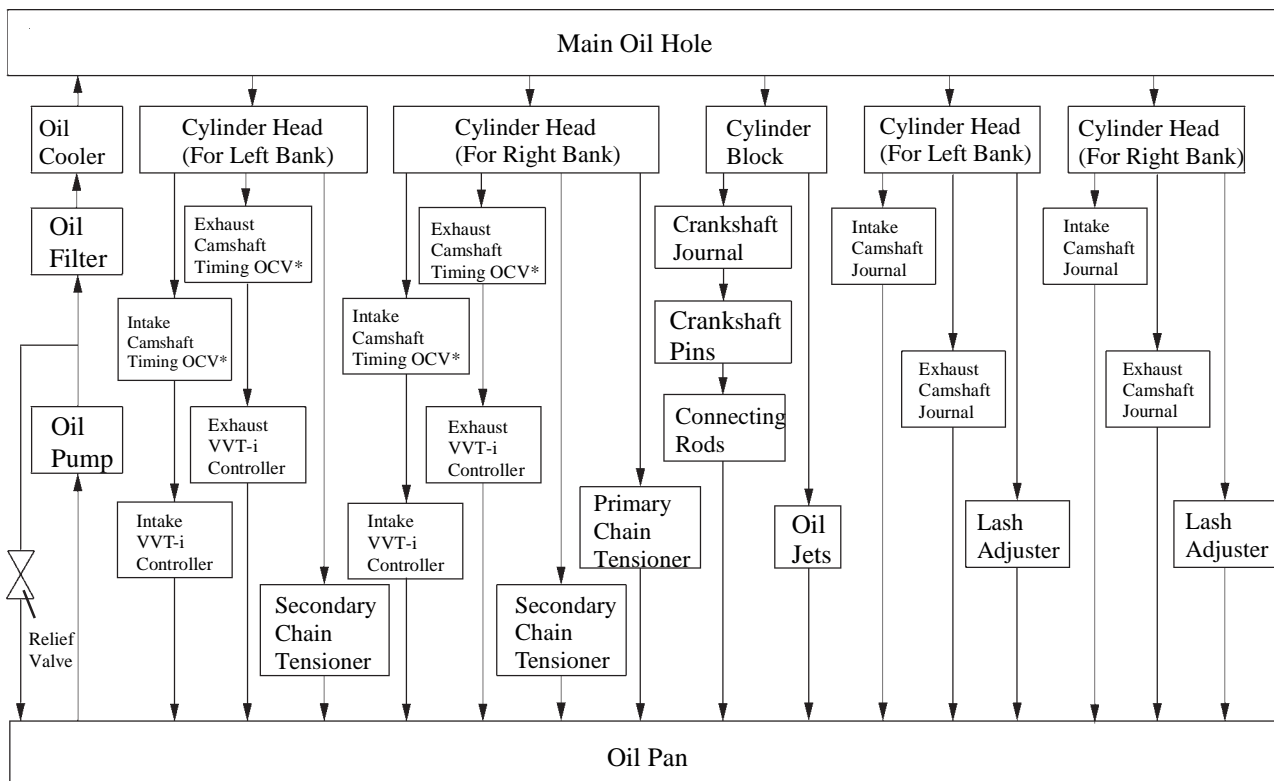 Main Oil Hole
Oil
Cooler
Cylinder Head
(For Left Bank)
Cylinder Head
(For Right Bank)
Cylinder
Block
Cylinder Head
(For Left Bank)
Cylinder Head
(For Right Bank)
Oil
Filter
Exhaust
Camshaft
Timing OCV*
Exhaust
Camshaft
Timing OCV*
Crankshaft
Journal
Intake
Camshaft
Journal
Intake
Camshaft
Journal
Intake
Camshaft
Timing OCV*
Intake
Camshaft
Timing OCV*
Crankshaft
Pins
Exhaust
Camshaft
Journal
Exhaust
Camshaft
Journal
Oil
Pump
Exhaust
VVT-i
Controller
Exhaust
VVT-i
Controller
Connecting
Rods
Intake
VVT-i
Controller
Intake
VVT-i
Controller
Primary
Chain
Tensioner
Oil
Jets
Lash
Adjuster
Lash
Adjuster
Relief
Valve
Secondary
Chain
Tensioner
Secondary
Chain
Tensioner
Oil Pan